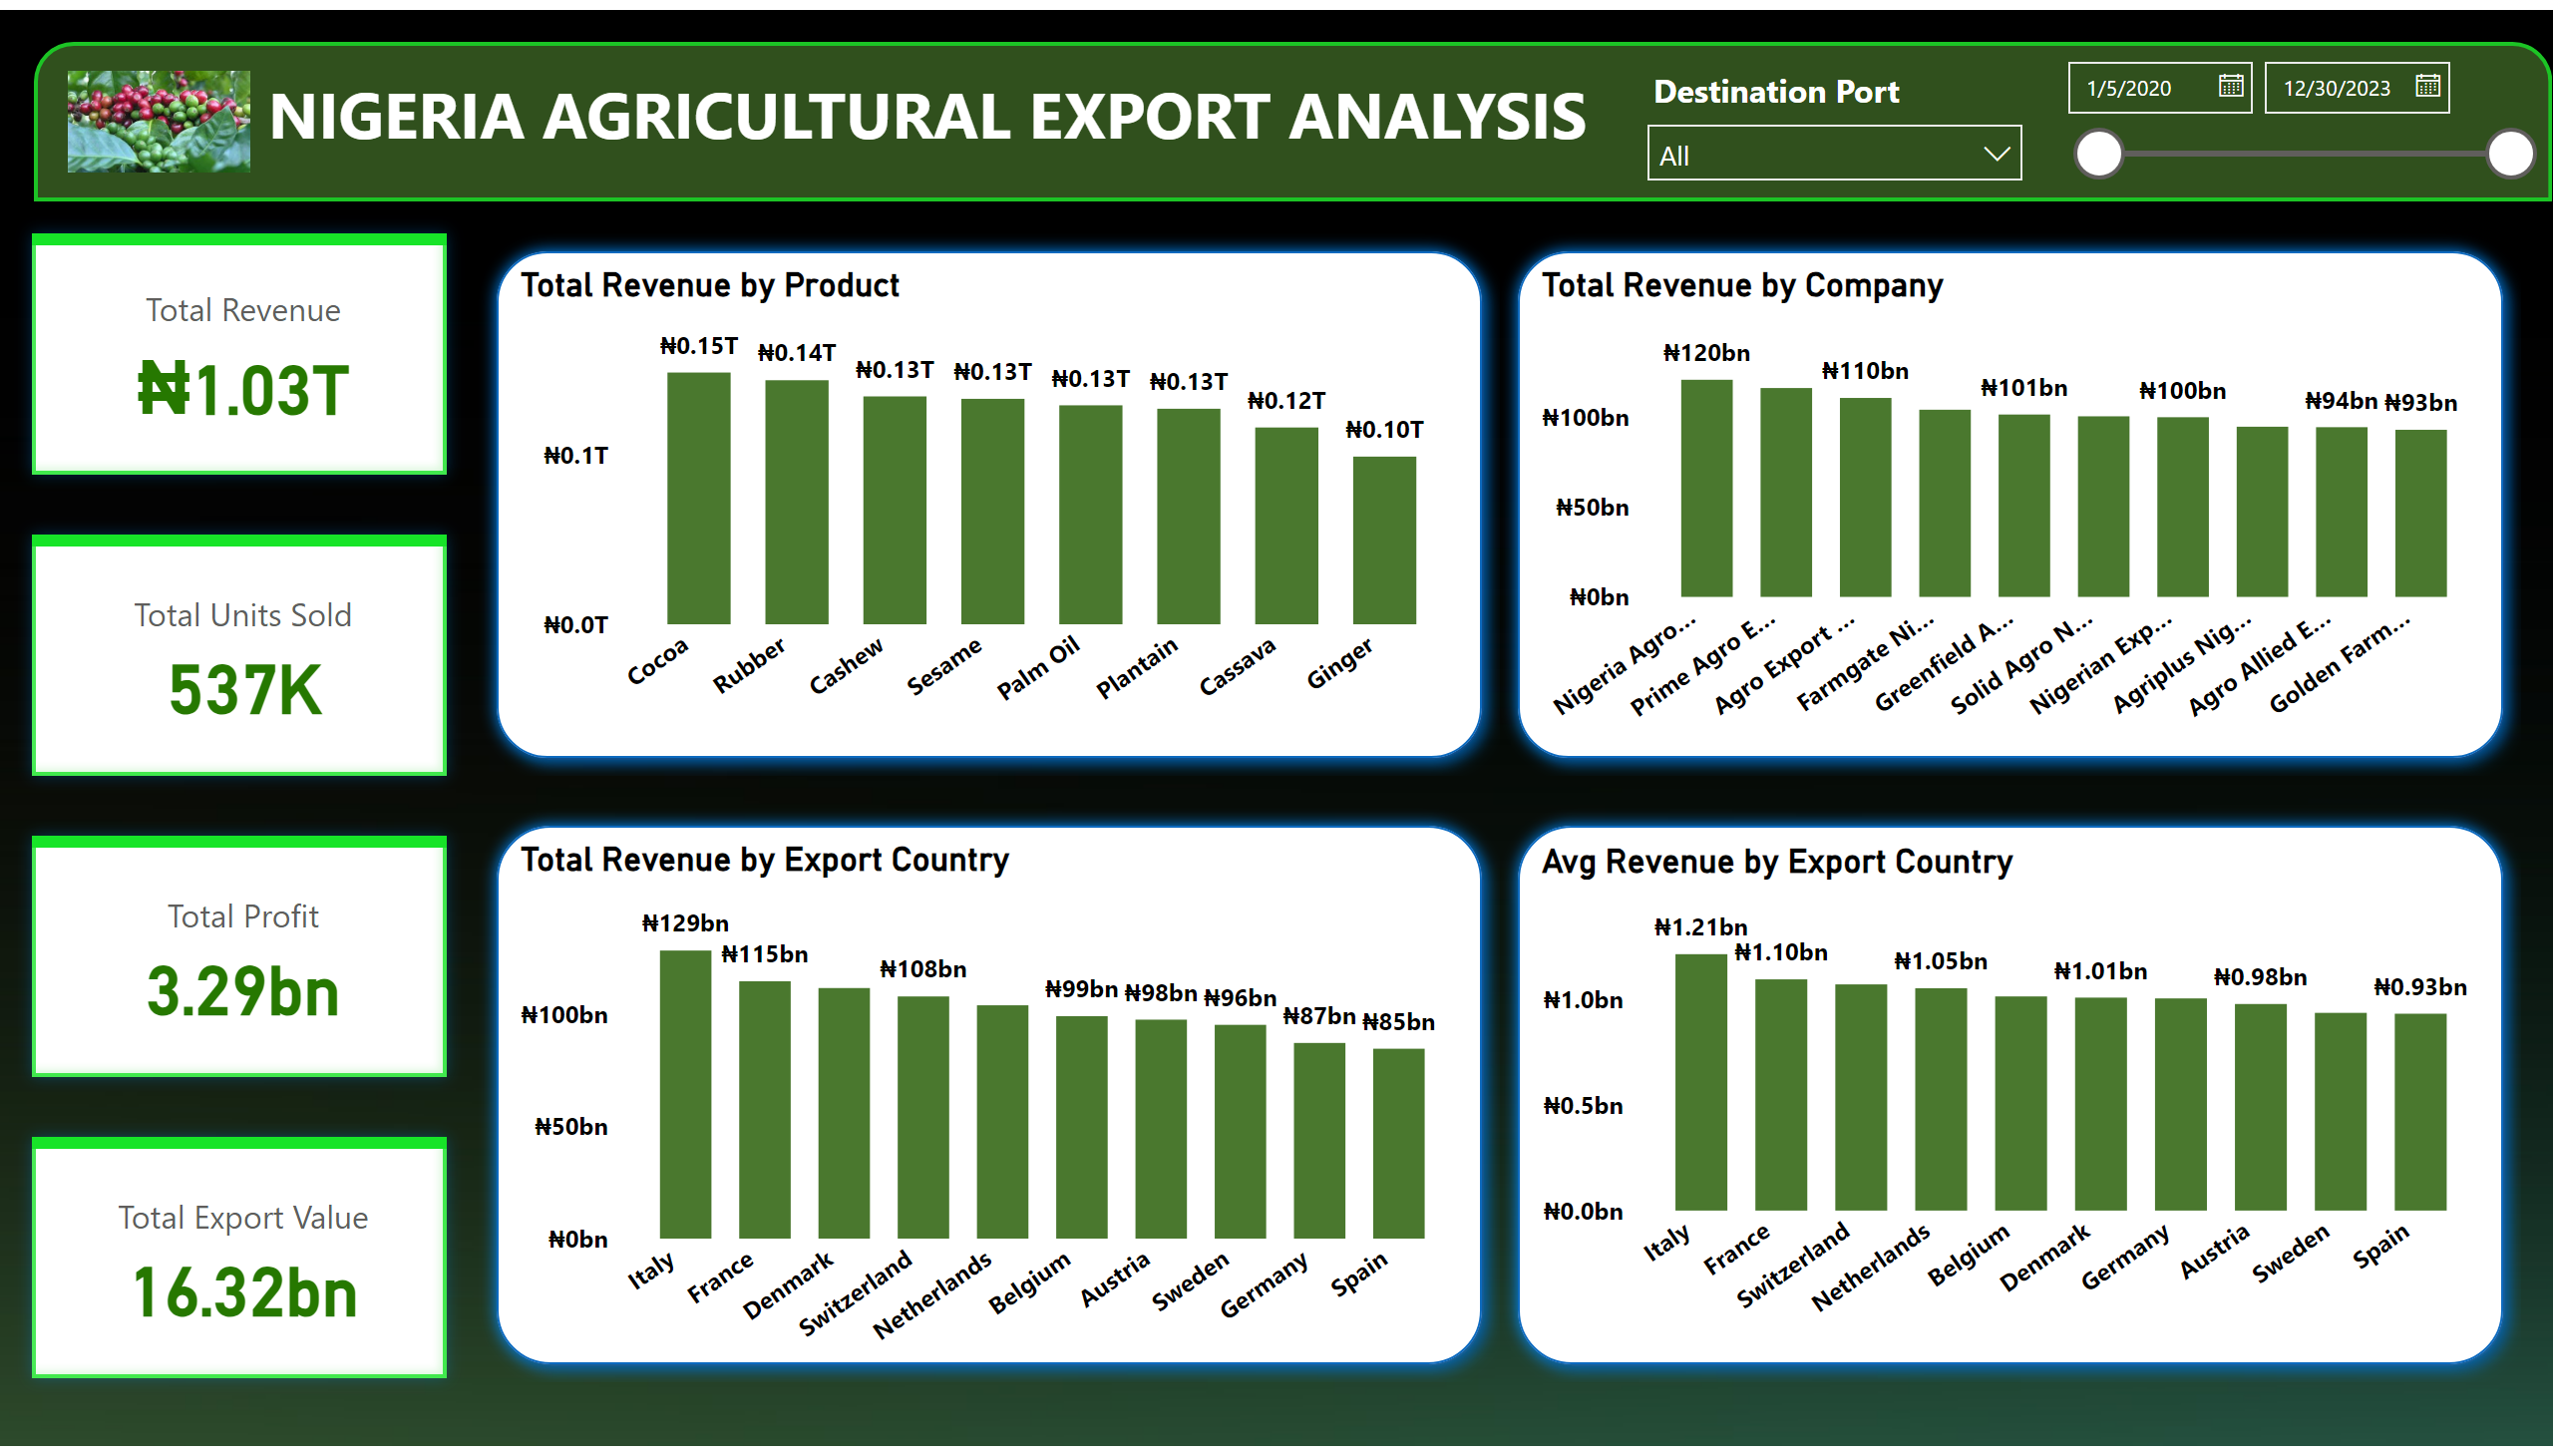 NIGERIA AGRICULTURAL EXPORT ANALYSIS
Destination Port
All
1/5/2020
12/30/2023
Total Revenue
₦1.03T
Total Units Sold
537K
Total Profit
3.29bn
Total Export Value
16.32bn
Total Revenue by Product
₦0.15T ₦0.14T ₦0.13T ₦0.13T ₦0.13T ₦0.13T ₦0.12T ₦0.10T
₦0.1T
₦0.0T
Cocoa Rubber Cashew Sesame Palm Oil Plantain Cassava Ginger
Total Revenue by Company
₦120bn ₦110bn ₦101bn ₦100bn ₦94bn ₦93bn
₦100bn
₦50bn
₦0bn
Nigeria Agro... Prime Agro E... Agro Export ... Farmgate Ni... Greenfield A... Solid Agro N... Nigerian Exp... Agriplus Nig... Agro Allied E... Golden Farm...
Total Revenue by Export Country
₦129bn ₦115bn ₦108bn ₦99bn ₦98bn ₦96bn ₦87bn ₦85bn
₦100bn
₦50bn
₦0bn
Italy France Denmark Switzerland Netherlands Belgium Austria Sweden Germany Spain
Avg Revenue by Export Country
₦1.21bn ₦1.10bn ₦1.05bn ₦1.01bn ₦0.98bn ₦0.93bn
₦1.0bn
₦0.5bn
₦0.0bn
Italy France Switzerland Netherlands Belgium Denmark Germany Austria Sweden Spain